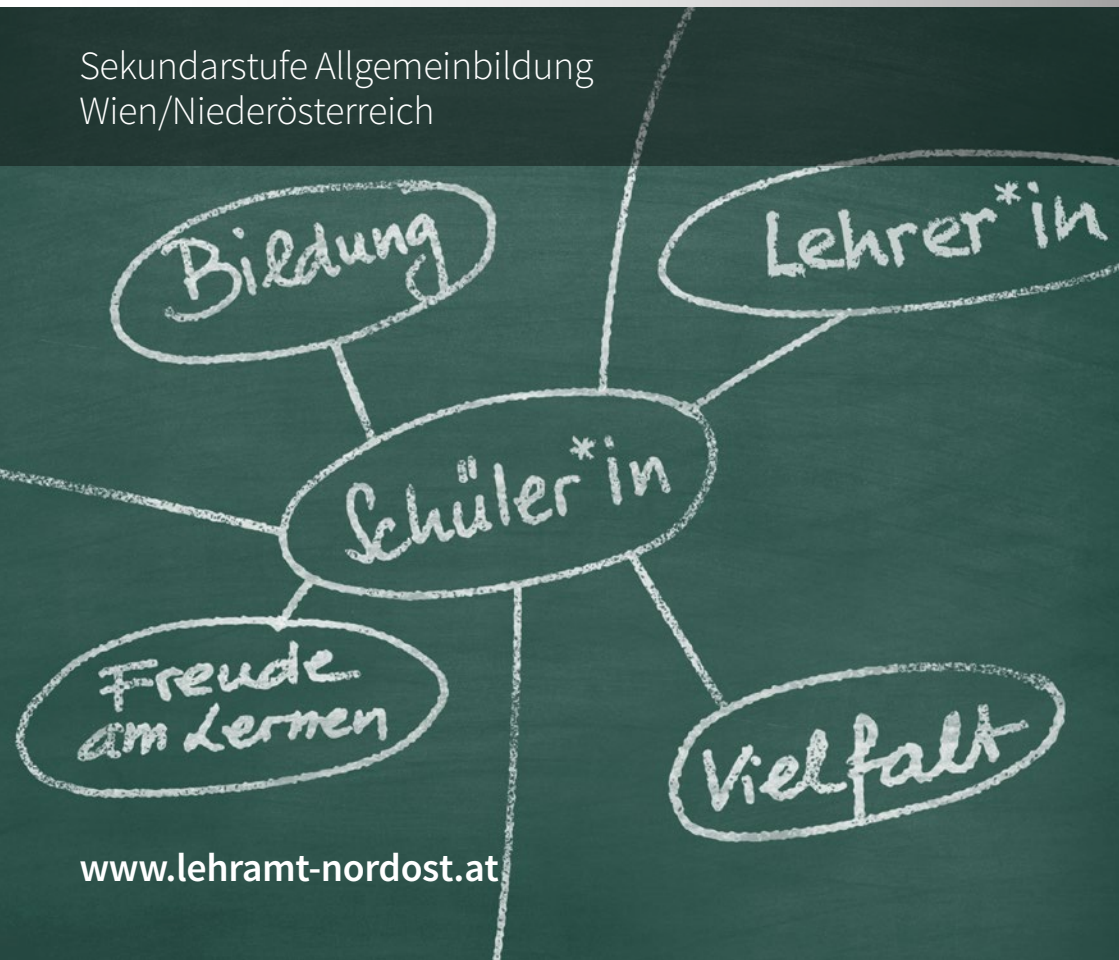 Sekundarstufe Allgemeinbildung
Wien/Niederösterreich
Bildung
Lehrer*in
Schüler*in
Freude
am Lernen
Vielfalt
www.lehramt-nordost.at